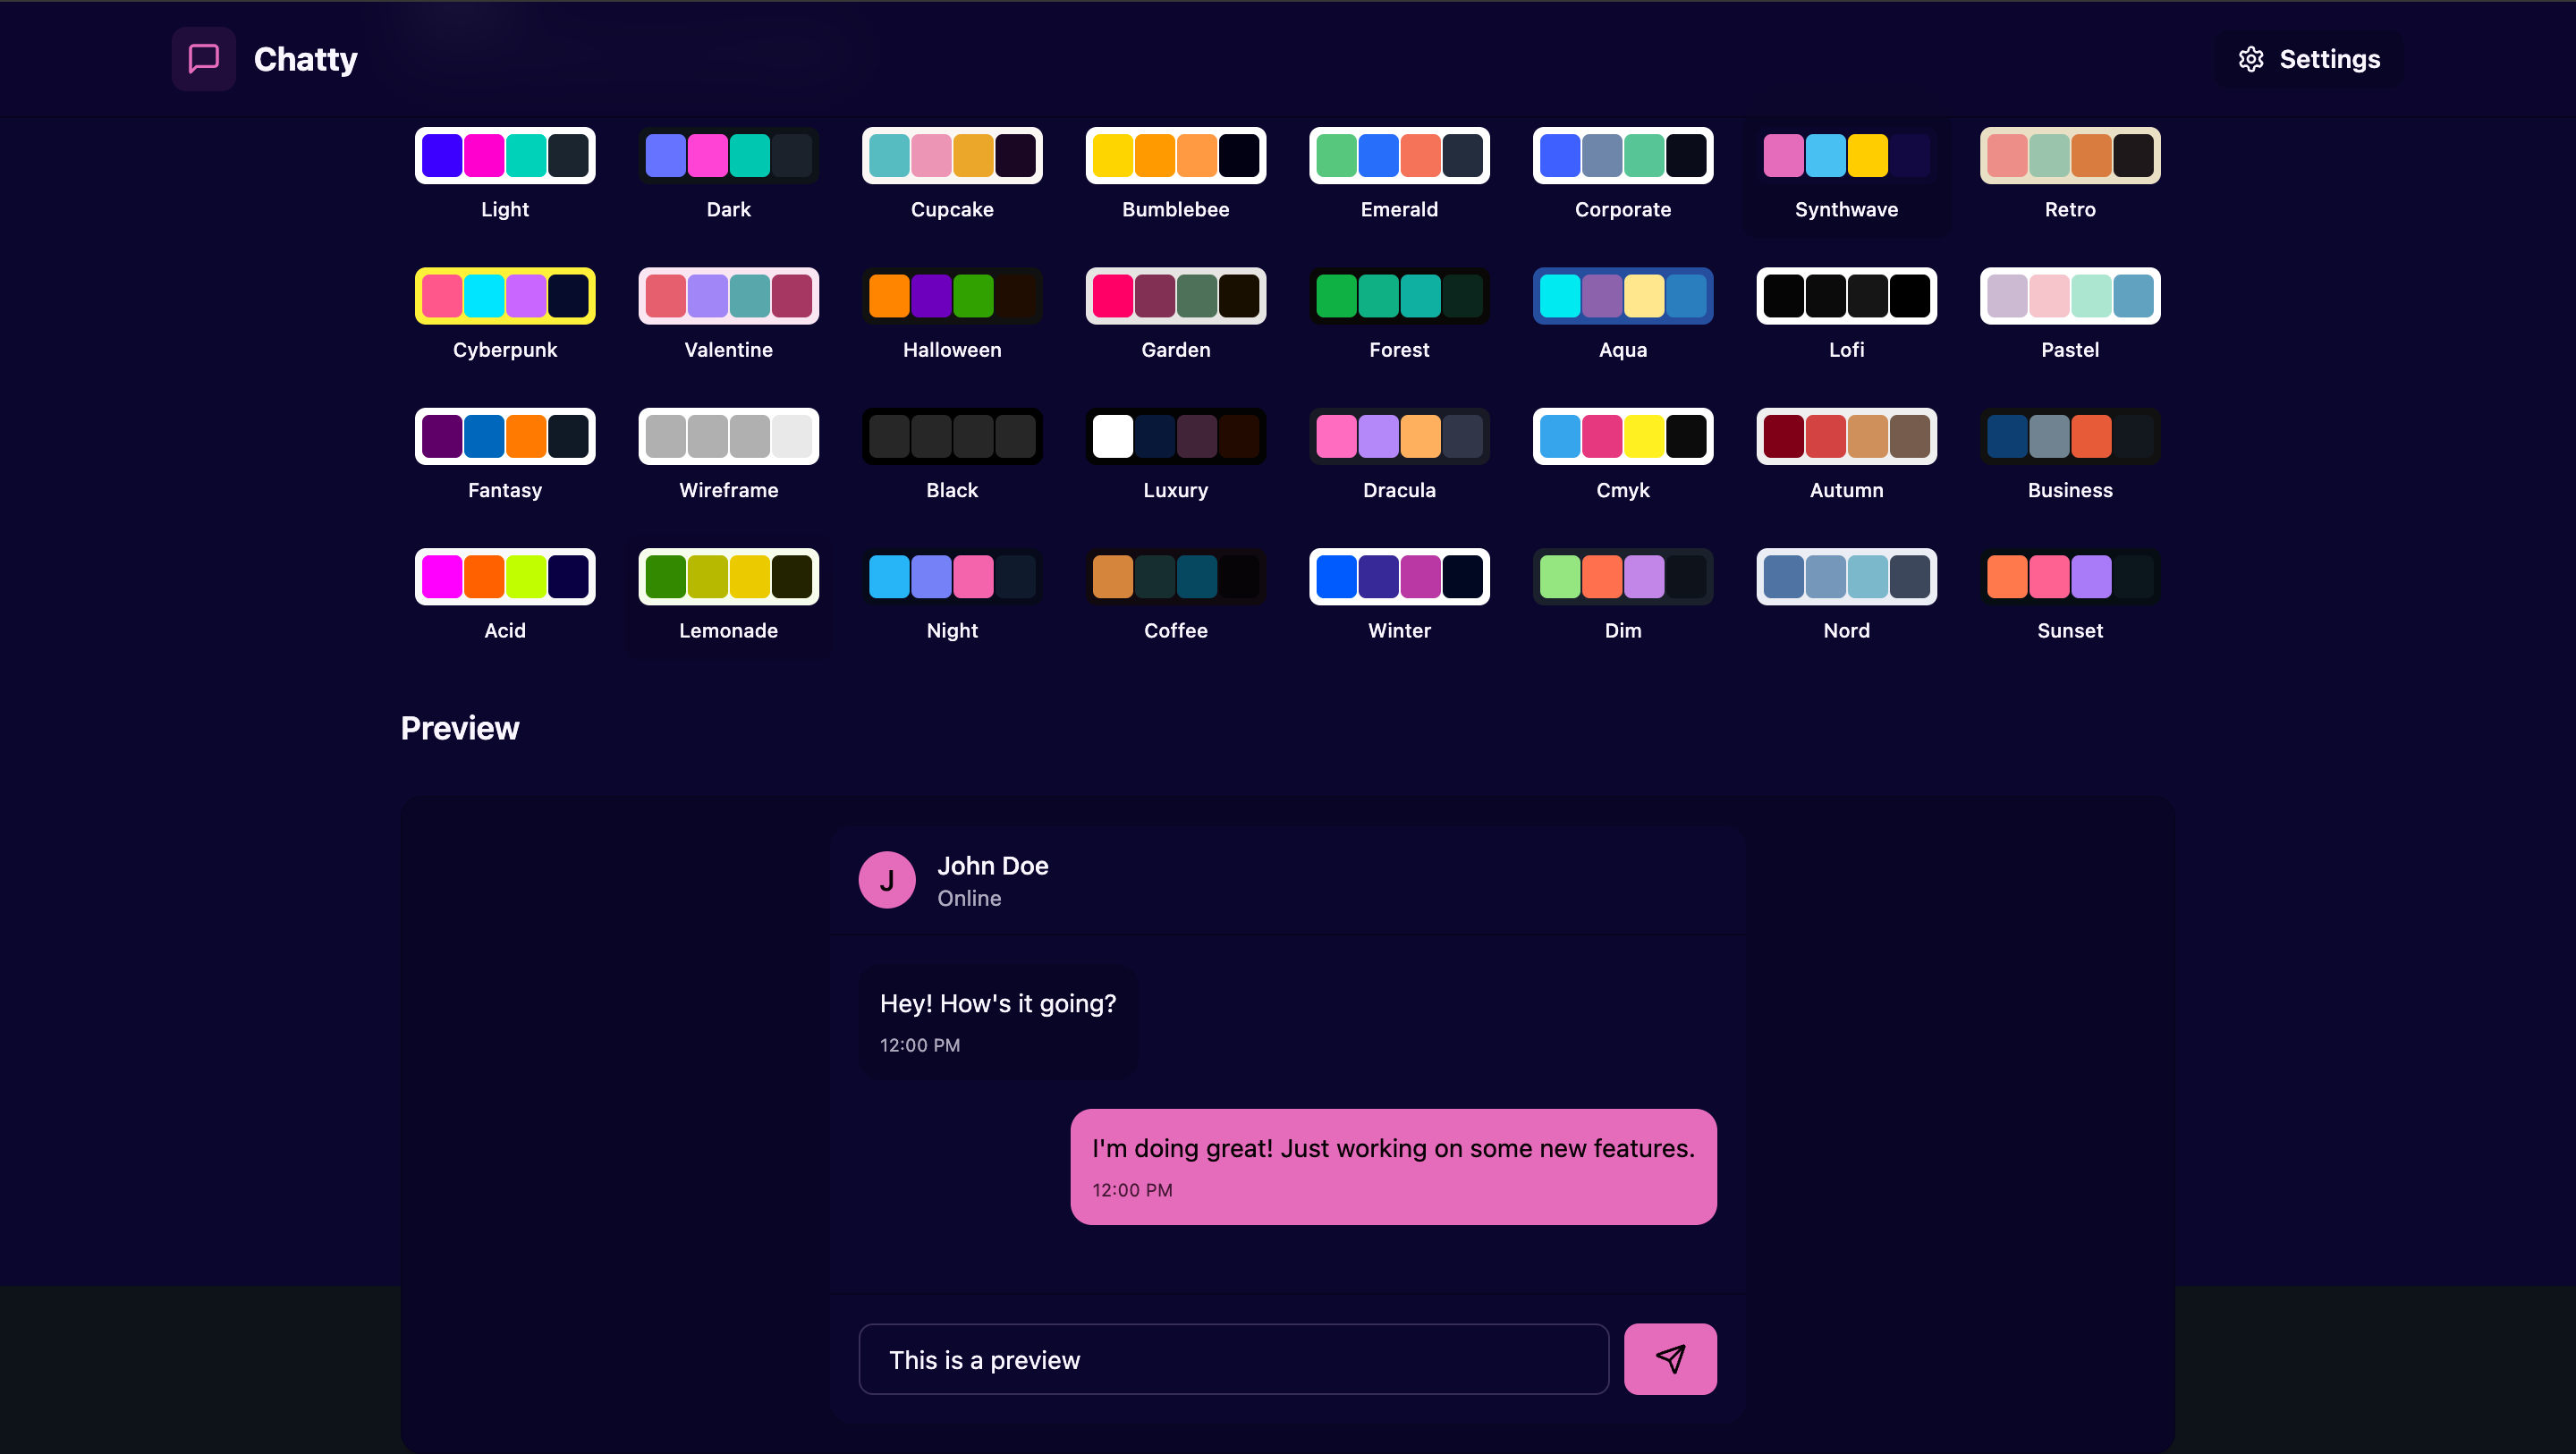 Chatty
Settings
Light Dark Cupcake Bumblebee Emerald Corporate Synthwave Retro
Cyberpunk Valentine Halloween Garden Forest Aqua Lofi Pastel
Fantasy Wireframe Black Luxury Dracula Cmyk Autumn Business
Acid Lemonade Night Coffee Winter Dim Nord Sunset
Preview
J
John Doe
Online
Hey! How's it going?
12:00 PM
I'm doing great! Just working on some new features.
12:00 PM
This is a preview